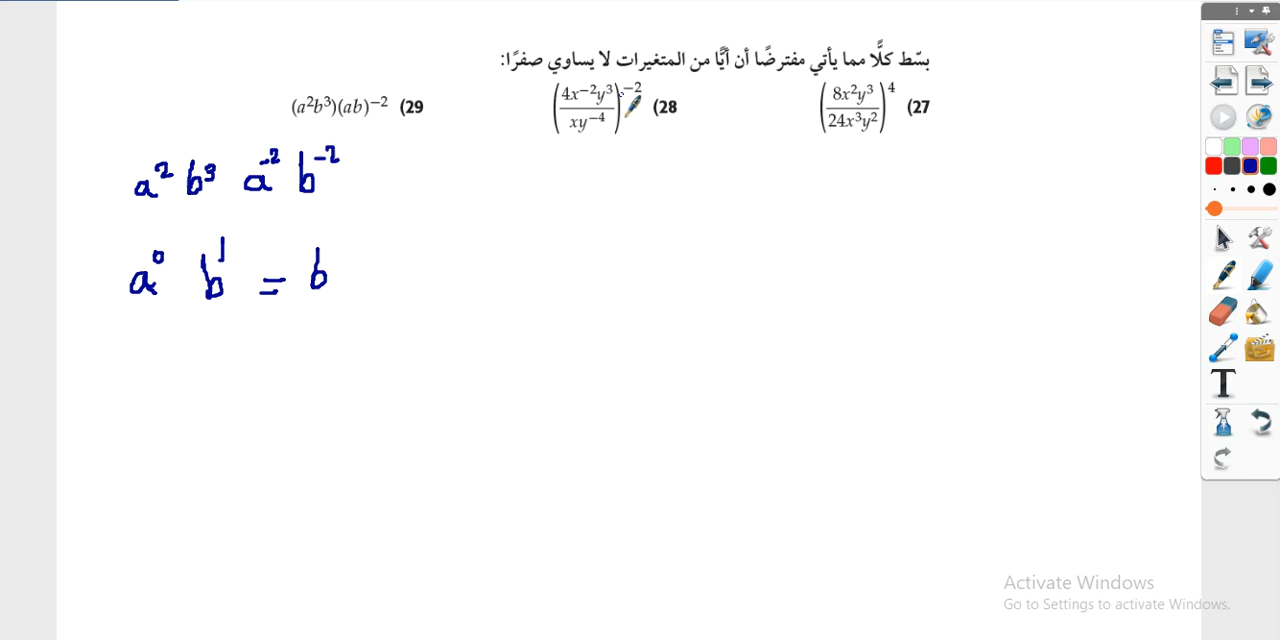 بسّط كلًّا مما يأتي مفترضًا أن أيًّا من المتغيرات لا يساوي صفرًا:
(27 (8x²y³/24x³y²)⁴ (28 (4x⁻²y³/xy⁻⁴)⁻² (29 (a²b³)(ab)⁻²
a² b³ a⁻² b⁻²
a⁰ b¹ = b
T
Activate Windows
Go to Settings to activate Windows.